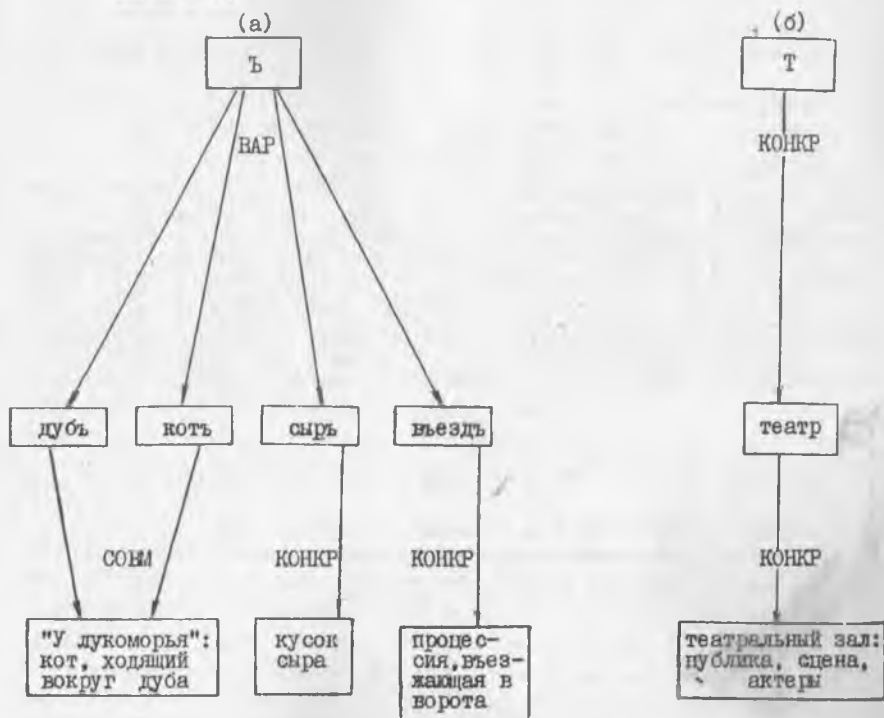 (а)
(б)
Ъ
Т
ВАР
КОНКР
дубъ
котъ
сыръ
въездъ
театр
СОВМ
КОНКР
КОНКР
КОНКР
"У лукоморья":
кот, ходящий
вокруг дуба
кусок
сыра
процес-
сия, въез-
жающая в
ворота
театральный зал:
публика, сцена,
актеры